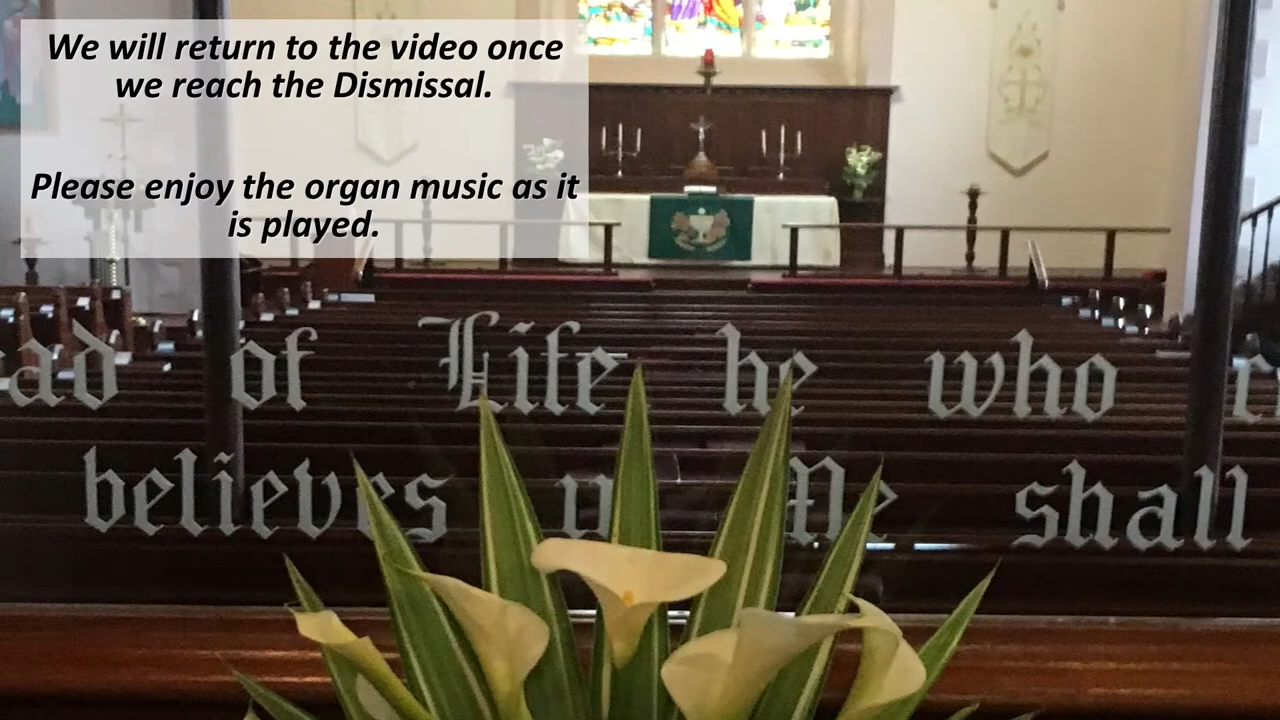 We will return to the video once
we reach the Dismissal.
Please enjoy the organ music as it
is played.
of Life he who
believes Me shall